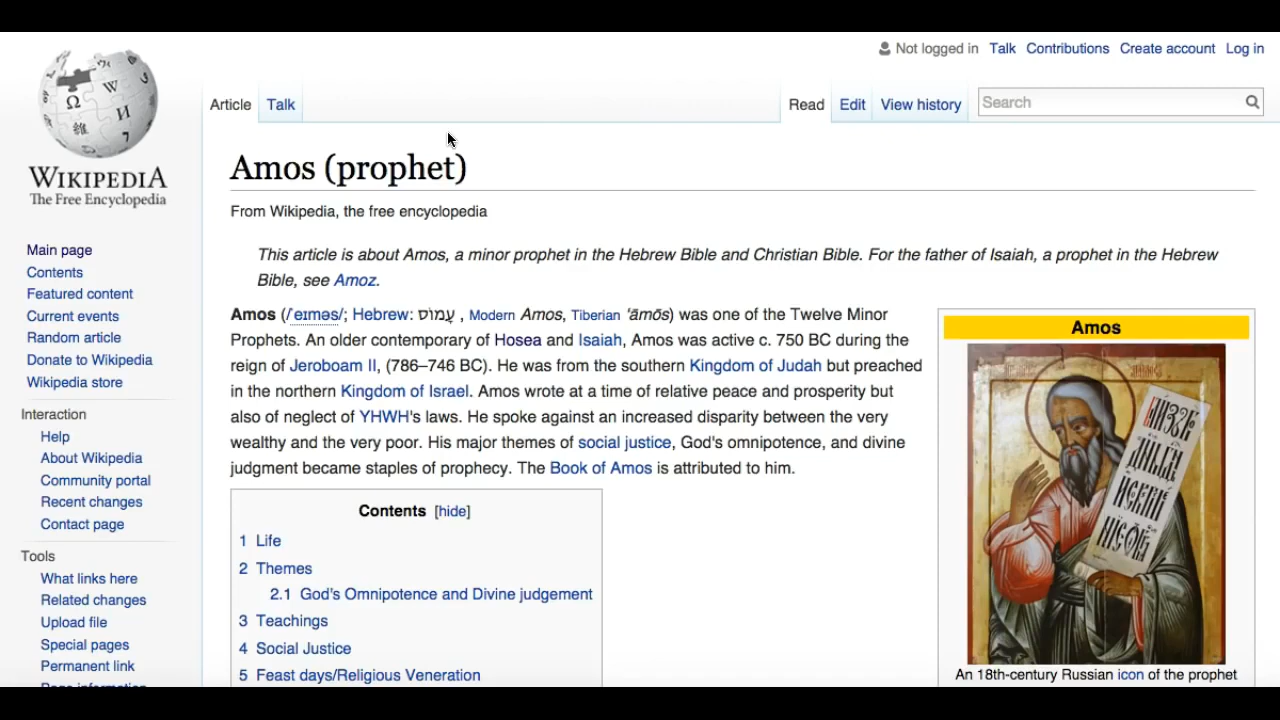 Not logged in Talk Contributions Create account Log in
Article Talk Read Edit View history Search
WIKIPEDIA
The Free Encyclopedia
Main page
Contents
Featured content
Current events
Random article
Donate to Wikipedia
Wikipedia store
Interaction
Help
About Wikipedia
Community portal
Recent changes
Contact page
Tools
What links here
Related changes
Upload file
Special pages
Permanent link
Page information
Amos (prophet)
From Wikipedia, the free encyclopedia
This article is about Amos, a minor prophet in the Hebrew Bible and Christian Bible. For the father of Isaiah, a prophet in the Hebrew
Bible, see Amoz.
Amos (/ˈeɪməs/; Hebrew: עָמוֹס , Modern Amos, Tiberian ʻāmōs) was one of the Twelve Minor
Prophets. An older contemporary of Hosea and Isaiah, Amos was active c. 750 BC during the
reign of Jeroboam II, (786–746 BC). He was from the southern Kingdom of Judah but preached
in the northern Kingdom of Israel. Amos wrote at a time of relative peace and prosperity but
also of neglect of YHWH's laws. He spoke against an increased disparity between the very
wealthy and the very poor. His major themes of social justice, God's omnipotence, and divine
judgment became staples of prophecy. The Book of Amos is attributed to him.
Contents [hide]
1 Life
2 Themes
2.1 God's Omnipotence and Divine judgement
3 Teachings
4 Social Justice
5 Feast days/Religious Veneration
Amos
An 18th-century Russian icon of the prophet